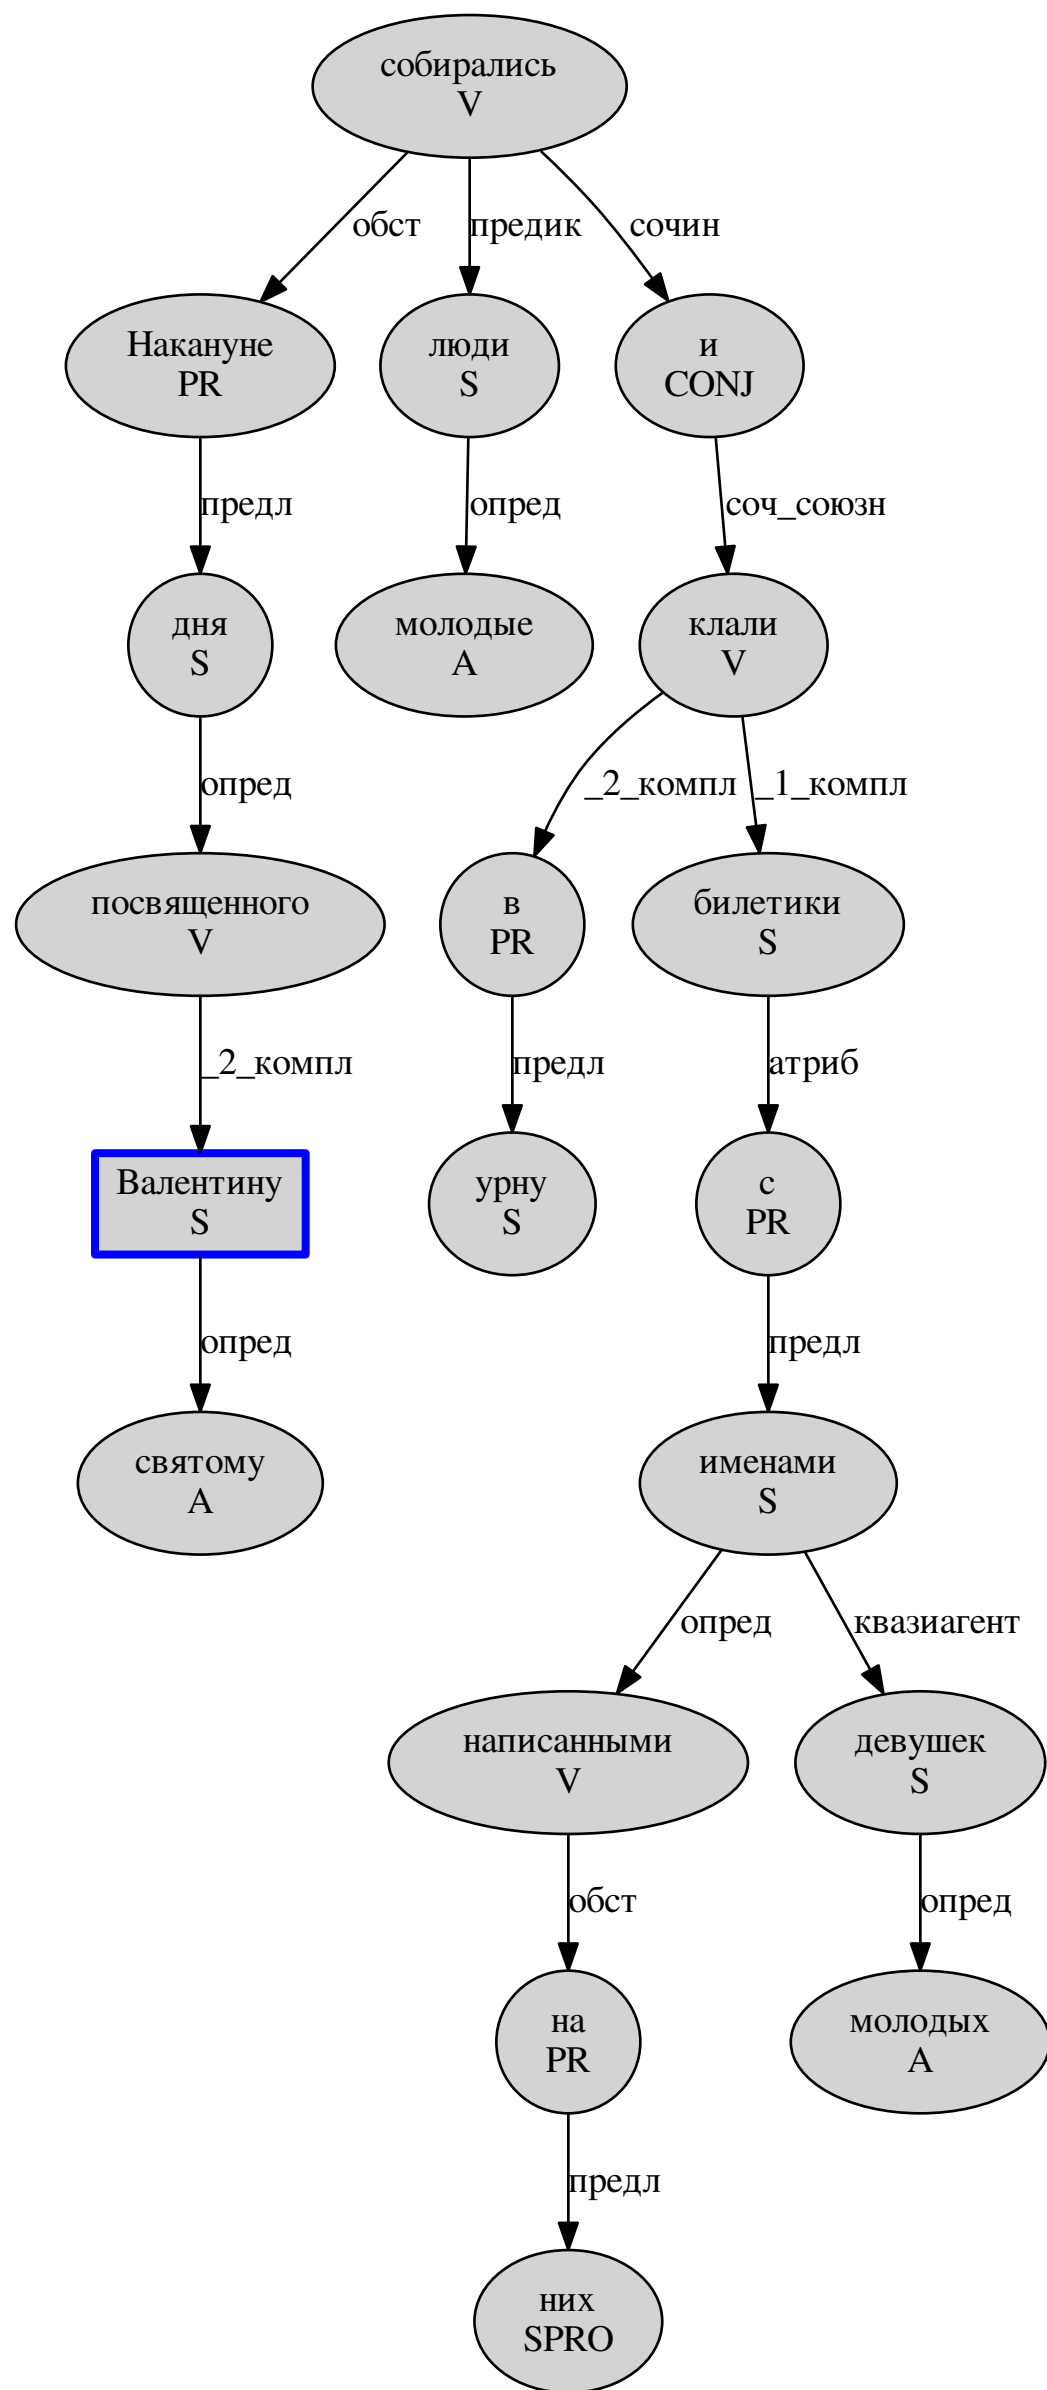 собирались
V
обст
предик
сочин
Накануне
PR
люди
S
и
CONJ
предл
опред
соч_союзн
дня
S
молодые
A
клали
V
опред
_2_компл
_1_компл
посвященного
V
в
PR
билетики
S
_2_компл
предл
атриб
Валентину
S
урну
S
с
PR
опред
предл
святому
A
именами
S
опред
квазиагент
написанными
V
девушек
S
обст
опред
на
PR
молодых
A
предл
них
SPRO